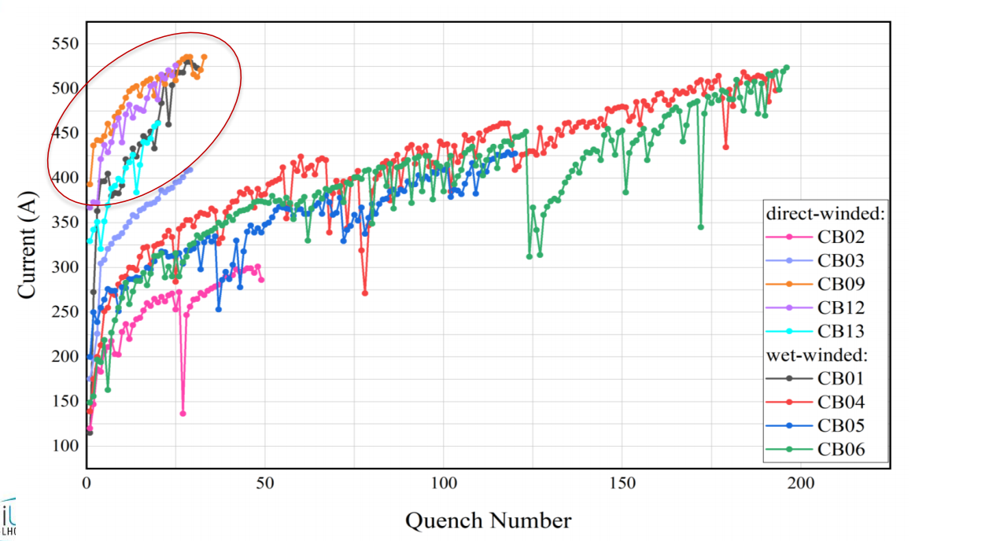 550
500
450
400
350
300
250
200
150
100
Current (A)
0 50 100 150 200
Quench Number
direct-winded:
CB02
CB03
CB09
CB12
CB13
wet-winded:
CB01
CB04
CB05
CB06